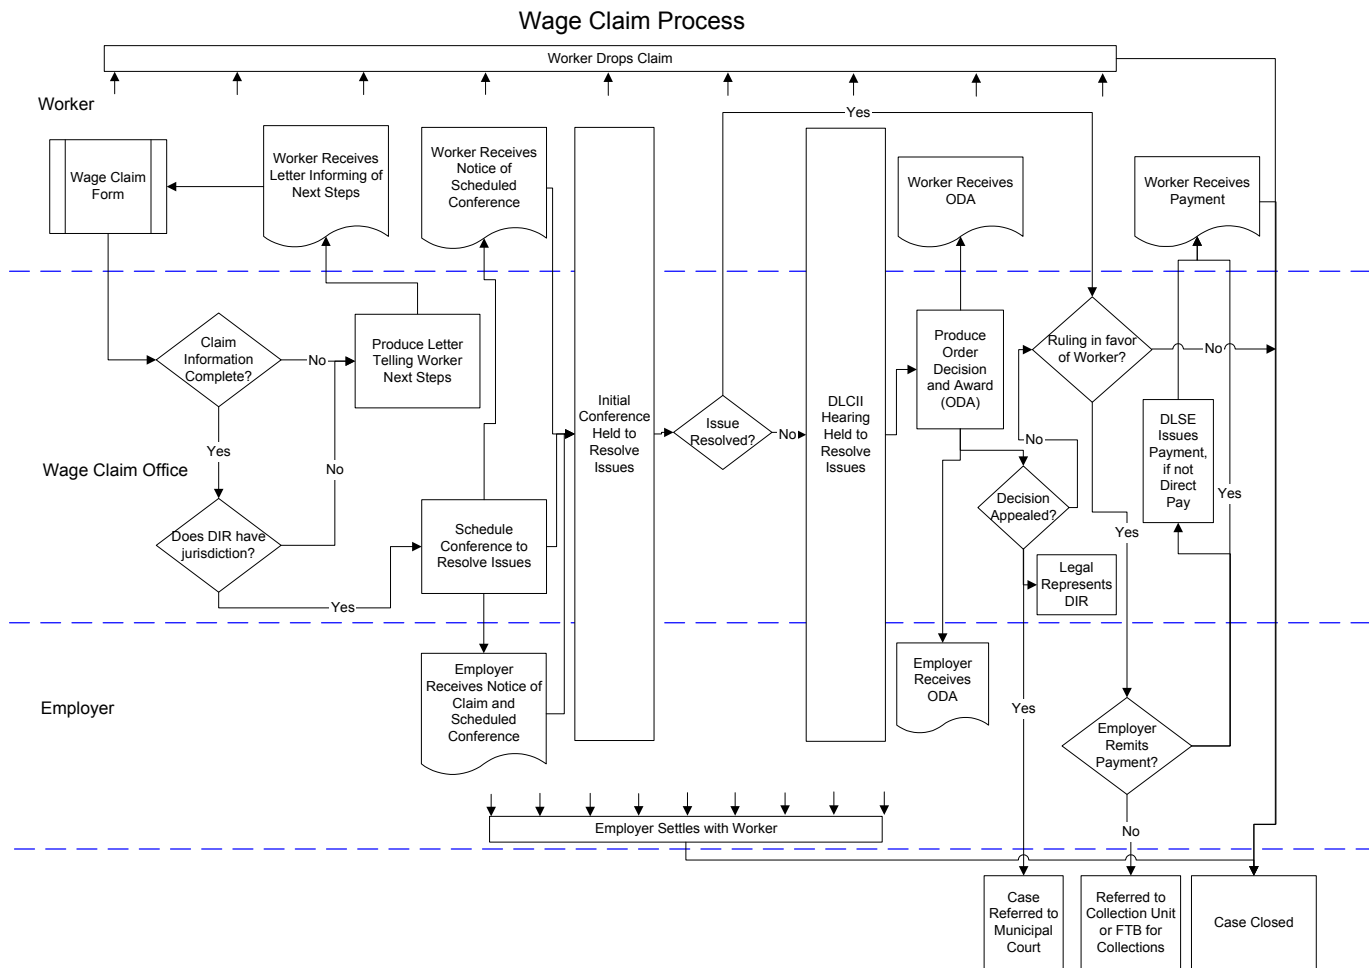 Wage Claim Process
Worker Drops Claim
Worker
Yes
Wage Claim
Form
Worker Receives
Letter Informing of
Next Steps
Worker Receives
Notice of
Scheduled
Conference
Worker Receives
ODA
Worker Receives
Payment
Claim
Information
Complete?
No
Produce Letter
Telling Worker
Next Steps
Yes
No
Wage Claim Office
Does DIR have
jurisdiction?
Yes
Schedule
Conference to
Resolve Issues
Initial
Conference
Held to
Resolve
Issues
Issue
Resolved?
No
DLCII
Hearing
Held to
Resolve
Issues
Produce
Order
Decision
and Award
(ODA)
Ruling in favor
of Worker?
No
No
Decision
Appealed?
Yes
DLSE
Issues
Payment,
if not
Direct
Pay
Yes
Legal
Represents
DIR
Employer
Employer
Receives Notice of
Claim and
Scheduled
Conference
Employer
Receives
ODA
Yes
Employer
Remits
Payment?
No
Employer Settles with Worker
Case
Referred to
Municipal
Court
Referred to
Collection Unit
or FTB for
Collections
Case Closed